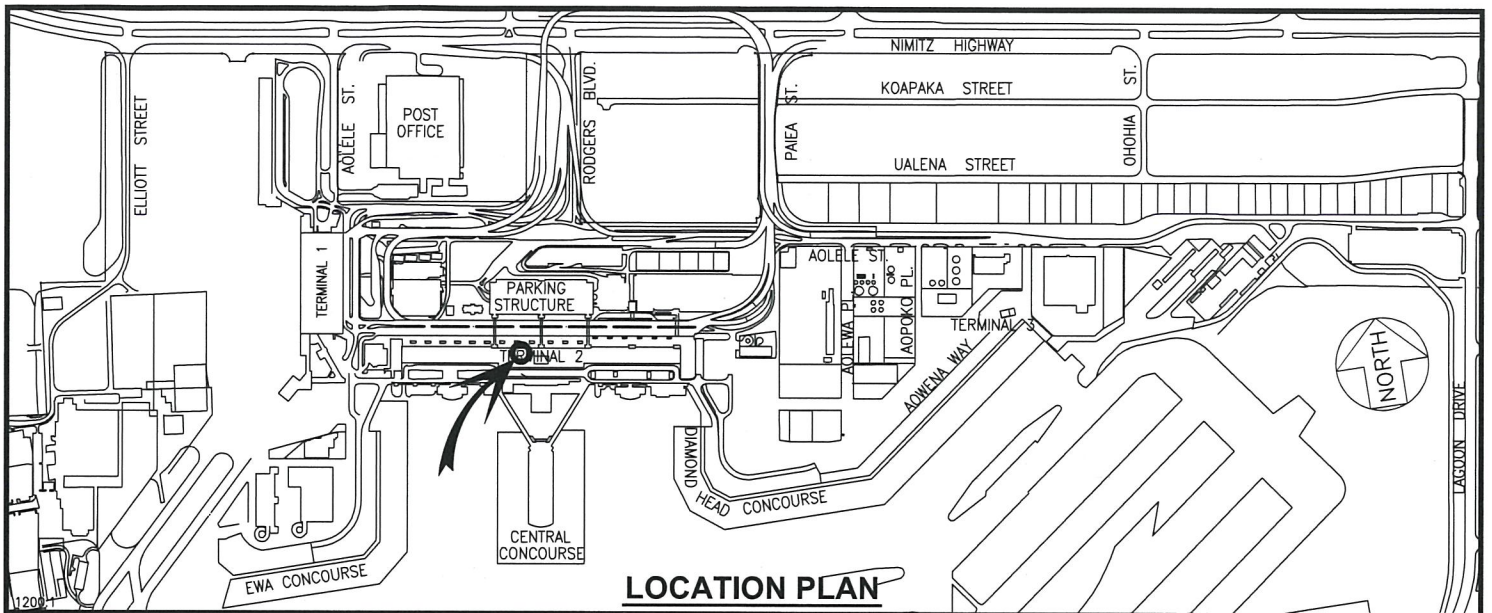 NIMITZ HIGHWAY
KOAPAKA STREET
UALENA STREET
ELLIOTT STREET
AOLELE ST.
POST
OFFICE
RODGERS BLVD.
PAIEA ST.
OHOHIA ST.
TERMINAL 1
PARKING
STRUCTURE
TERMINAL 2
AOLELE ST.
AOLEWA PL.
AOPOKO PL.
TERMINAL 3
AOWENA WAY
NORTH
LAGOON DRIVE
DIAMOND
HEAD CONCOURSE
CENTRAL
CONCOURSE
EWA CONCOURSE
LOCATION PLAN